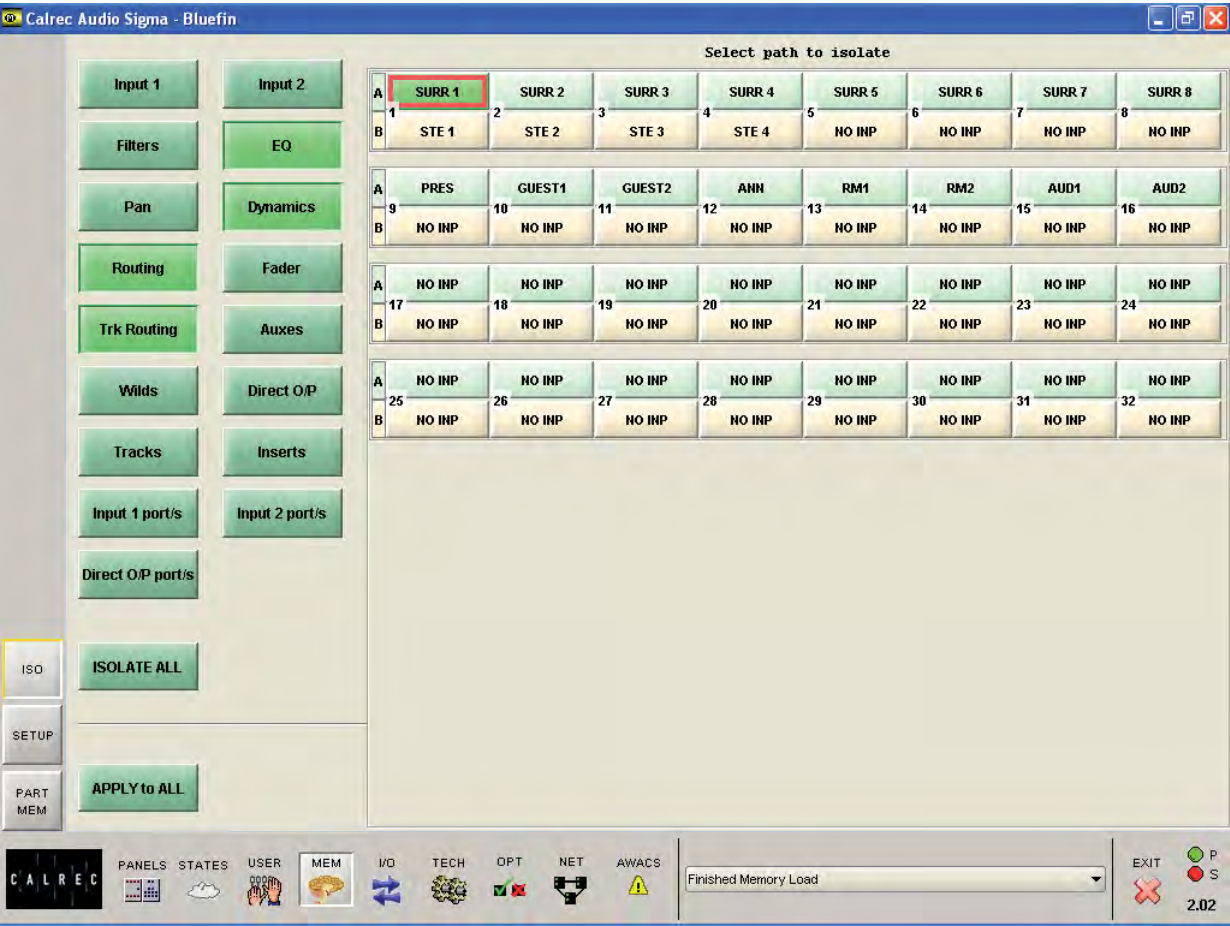 Calrec Audio Sigma - Bluefin
Select path to isolate
Input 1 Input 2
Filters EQ
Pan Dynamics
Routing Fader
Trk Routing Auxes
Wilds Direct O/P
Tracks Inserts
Input 1 port/s Input 2 port/s
Direct O/P port/s
ISOLATE ALL
APPLY to ALL
ISO
SETUP
PART
MEM
A SURR 1 SURR 2 SURR 3 SURR 4 SURR 5 SURR 6 SURR 7 SURR 8
1 2 3 4 5 6 7 8
B STE 1 STE 2 STE 3 STE 4 NO INP NO INP NO INP NO INP
A PRES GUEST1 GUEST2 ANN RM1 RM2 AUD1 AUD2
9 10 11 12 13 14 15 16
B NO INP NO INP NO INP NO INP NO INP NO INP NO INP NO INP
A NO INP NO INP NO INP NO INP NO INP NO INP NO INP NO INP
17 18 19 20 21 22 23 24
B NO INP NO INP NO INP NO INP NO INP NO INP NO INP NO INP
A NO INP NO INP NO INP NO INP NO INP NO INP NO INP NO INP
25 26 27 28 29 30 31 32
B NO INP NO INP NO INP NO INP NO INP NO INP NO INP NO INP
CALREC
PANELS STATES USER MEM I/O TECH OPT NET AWACS
Finished Memory Load
EXIT
P
S
2.02